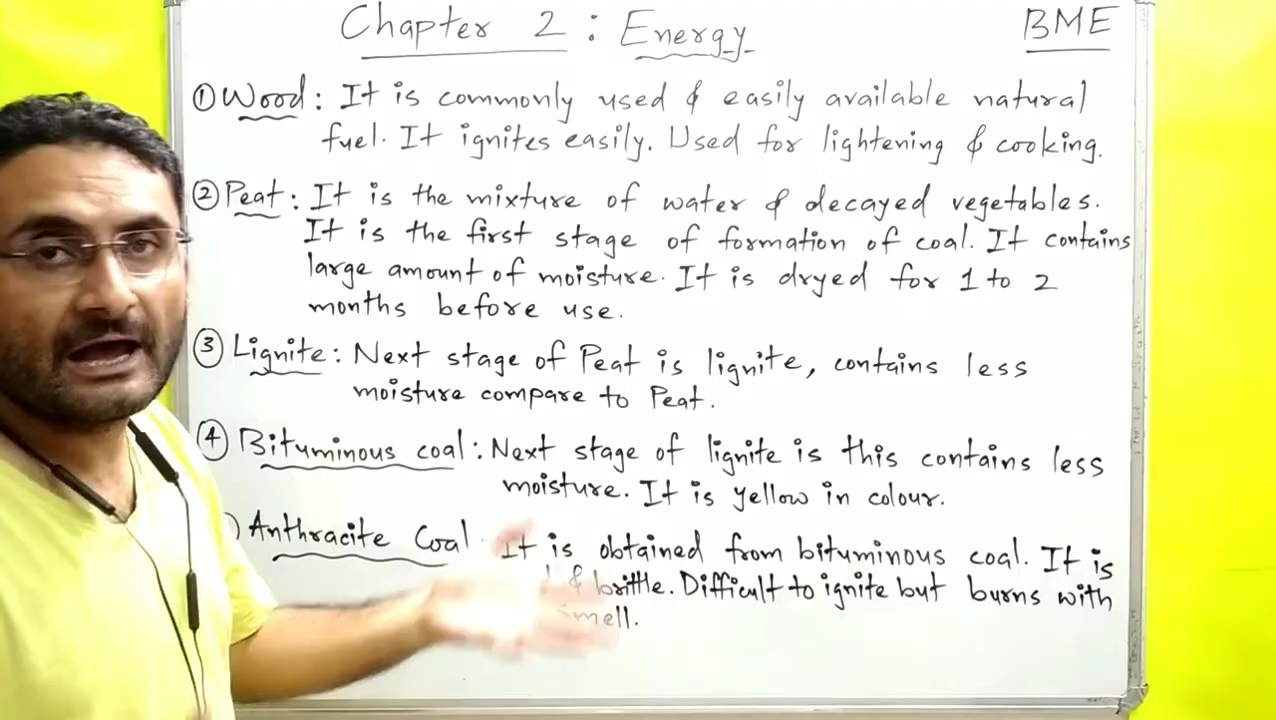 Chapter 2 : Energy
BME
① Wood: It is commonly used & easily available natural
fuel. It ignites easily. Used for lightening & cooking.
② Peat: It is the mixture of water & decayed vegetables.
It is the first stage of formation of coal. It contains
large amount of moisture. It is dryed for 1 to 2
months before use.
③ Lignite: Next stage of Peat is lignite, contains less
moisture compare to Peat.
④ Bituminous coal: Next stage of lignite is this contains less
moisture. It is yellow in colour.
Anthracite Coal It is obtained from bituminous coal. It is
& brittle. Difficult to ignite but burns with
smell.